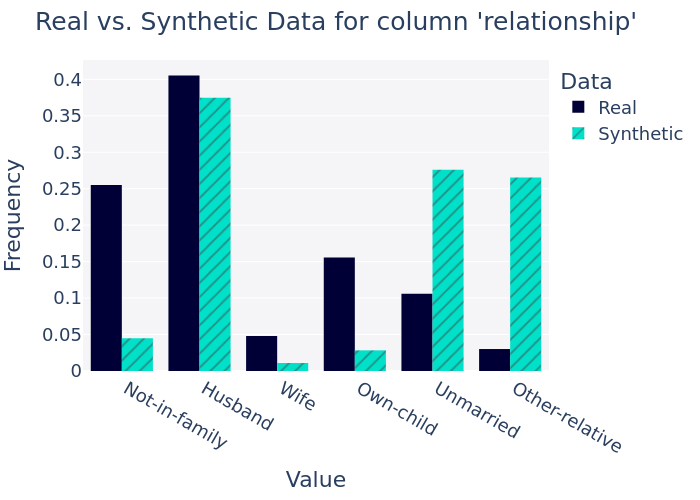 Real vs. Synthetic Data for column 'relationship'
Data
Real
Synthetic
Frequency
0.4
0.35
0.3
0.25
0.2
0.15
0.1
0.05
0
Not-in-family
Husband
Wife
Own-child
Unmarried
Other-relative
Value